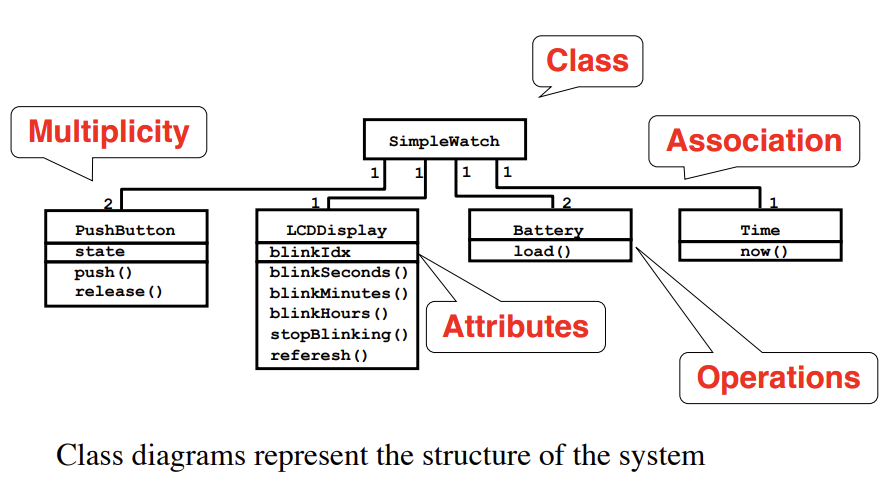 Class
Multiplicity
Association
SimpleWatch
1 1 1 1
2 1 2 1
PushButton
state
push()
release()
LCDDisplay
blinkIdx
blinkSeconds()
blinkMinutes()
blinkHours()
stopBlinking()
referesh()
Battery
load()
Time
now()
Attributes
Operations
Class diagrams represent the structure of the system